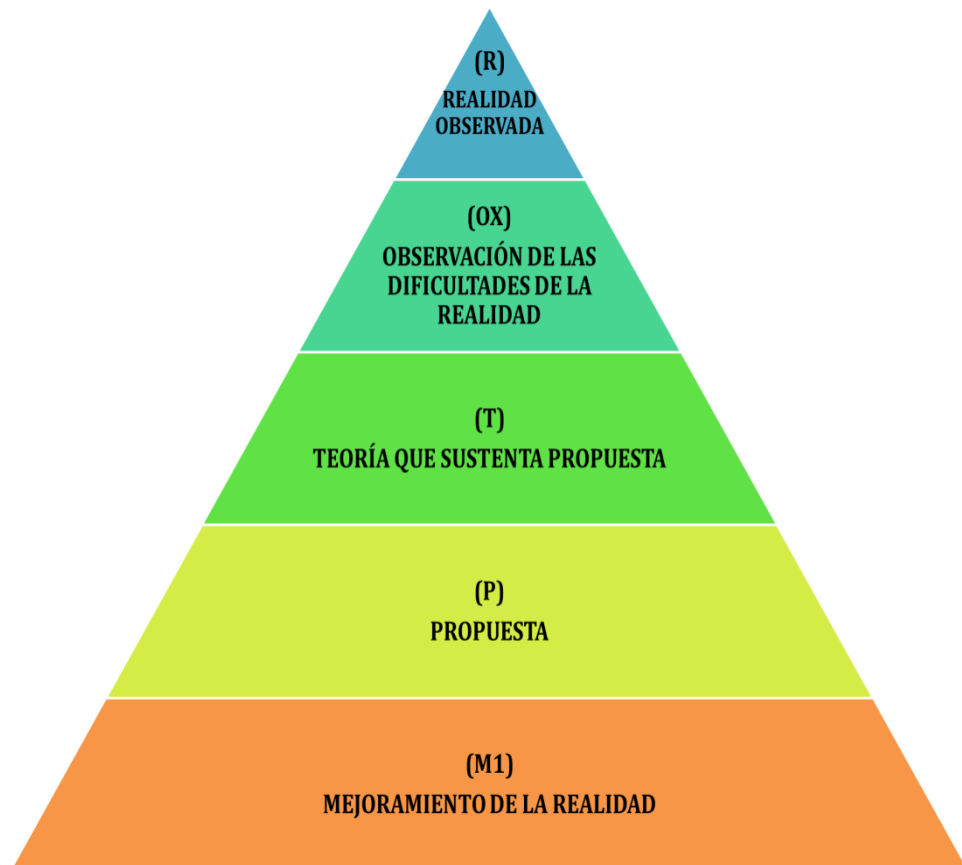 (R)
REALIDAD
OBSERVADA
(OX)
OBSERVACIÓN DE LAS
DIFICULTADES DE LA
REALIDAD
(T)
TEORÍA QUE SUSTENTA PROPUESTA
(P)
PROPUESTA
(M1)
MEJORAMIENTO DE LA REALIDAD